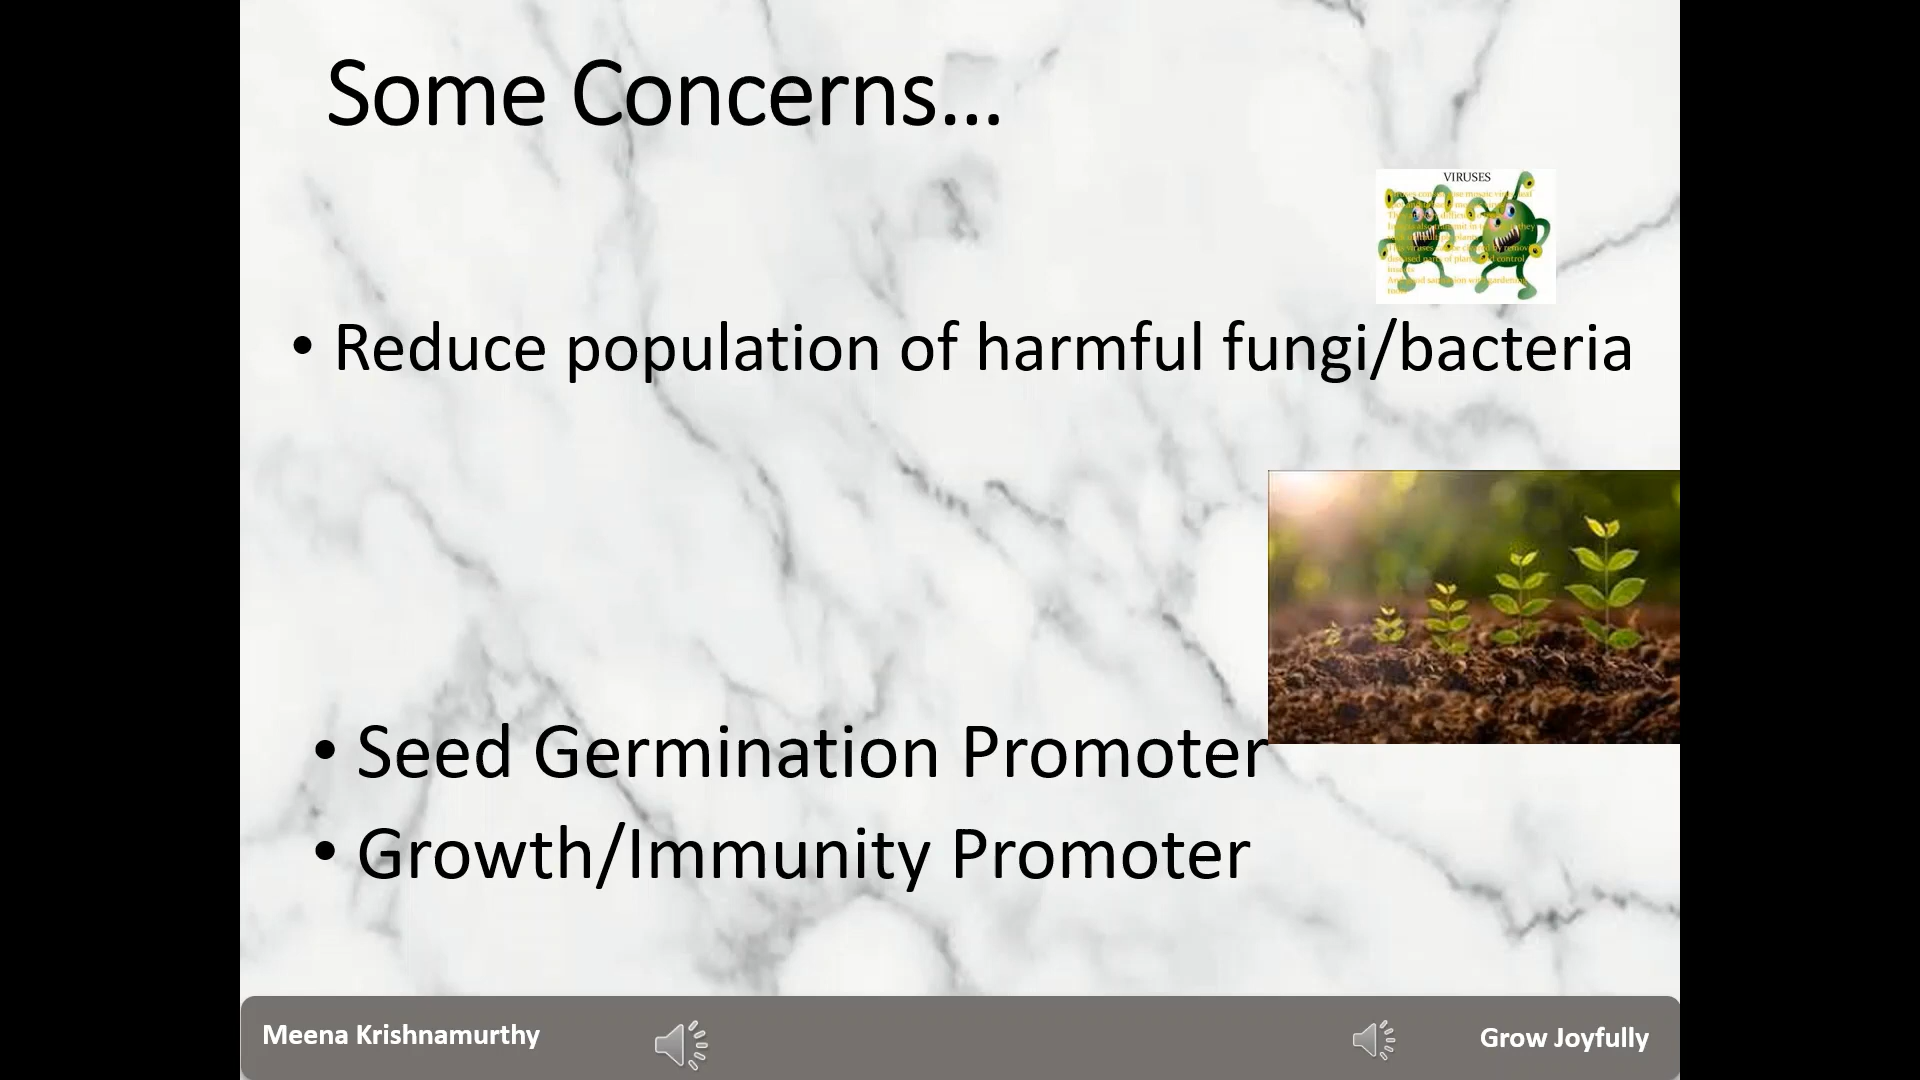 Some Concerns...
VIRUSES
• Reduce population of harmful fungi/bacteria
• Seed Germination Promoter
• Growth/Immunity Promoter
Meena Krishnamurthy
Grow Joyfully